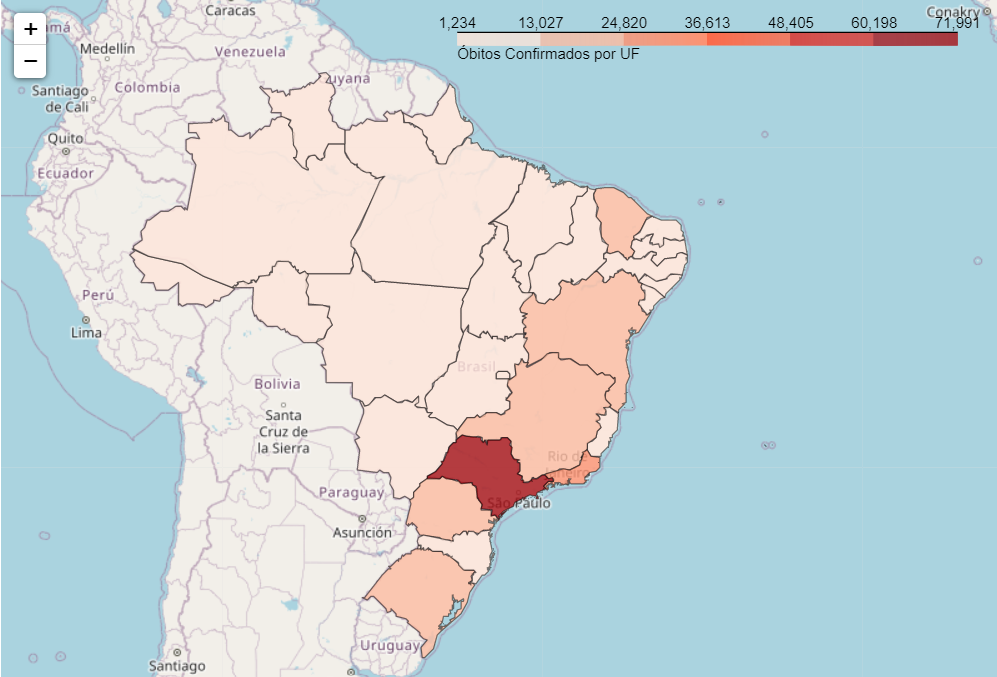 +
−
1,234 13,027 24,820 36,613 48,405 60,198 71,991
Óbitos Confirmados por UF
Caracas
Conakry
amá
Medellín
Venezuela
uyana
Colombia
Santiago
de Cali
Quito
Ecuador
Perú
Lima
Brasil
Bolivia
Santa
Cruz de
la Sierra
Rio de
Janeiro
Paraguay
São Paulo
Asunción
Uruguay
Santiago